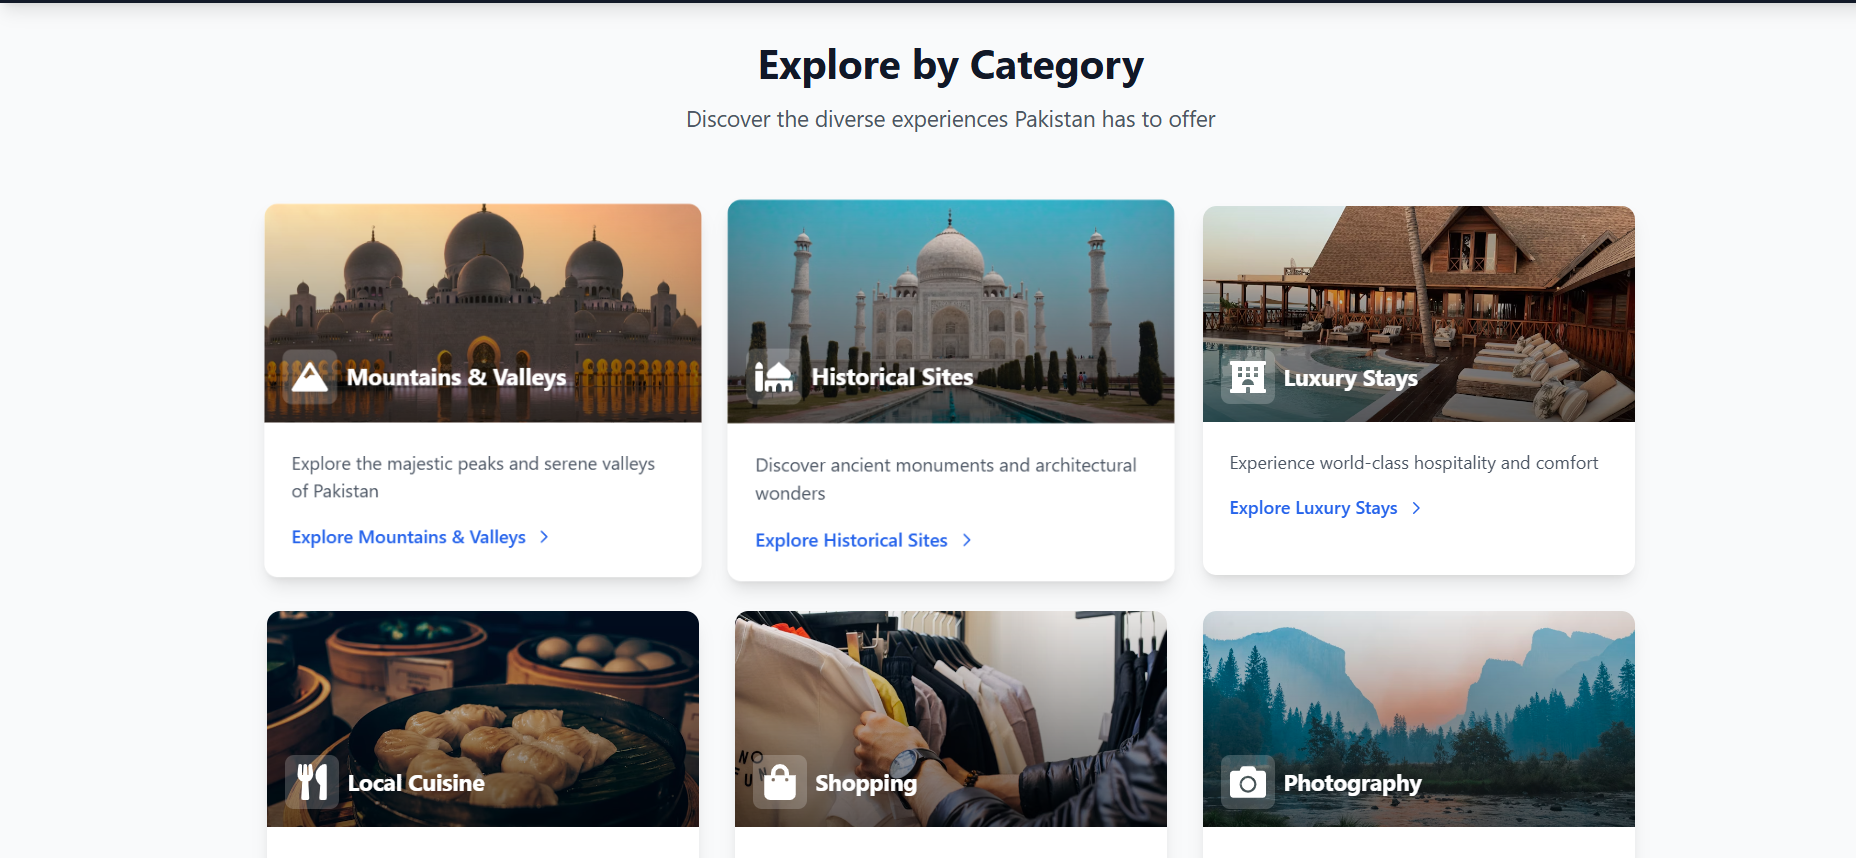 Explore by Category
Discover the diverse experiences Pakistan has to offer
Mountains & Valleys
Explore the majestic peaks and serene valleys
of Pakistan
Explore Mountains & Valleys
Historical Sites
Discover ancient monuments and architectural
wonders
Explore Historical Sites
Luxury Stays
Experience world-class hospitality and comfort
Explore Luxury Stays
Local Cuisine
NO
FU
Shopping
Photography